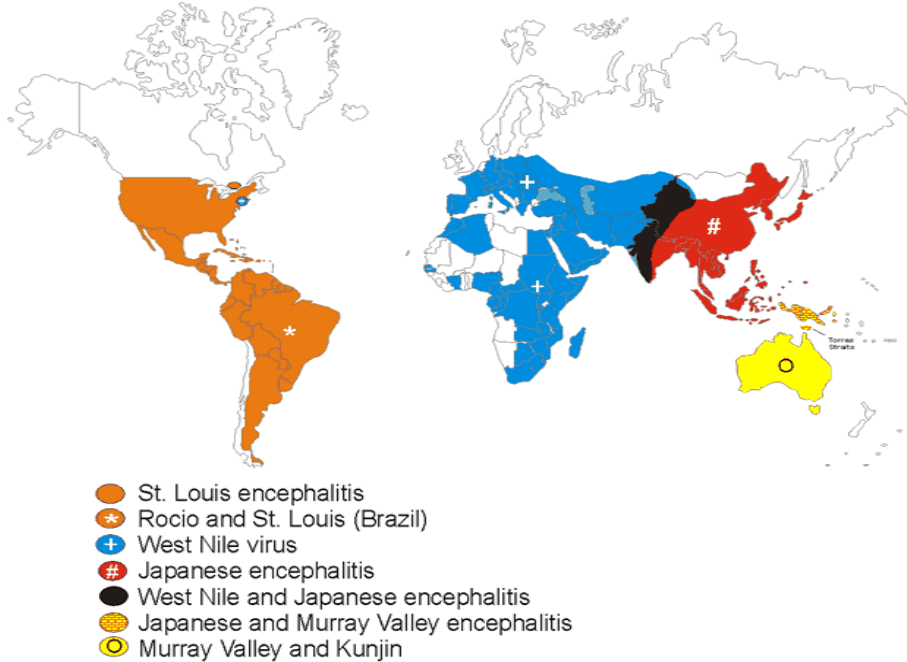 Torres
Straits
St. Louis encephalitis
Rocio and St. Louis (Brazil)
West Nile virus
Japanese encephalitis
West Nile and Japanese encephalitis
Japanese and Murray Valley encephalitis
Murray Valley and Kunjin